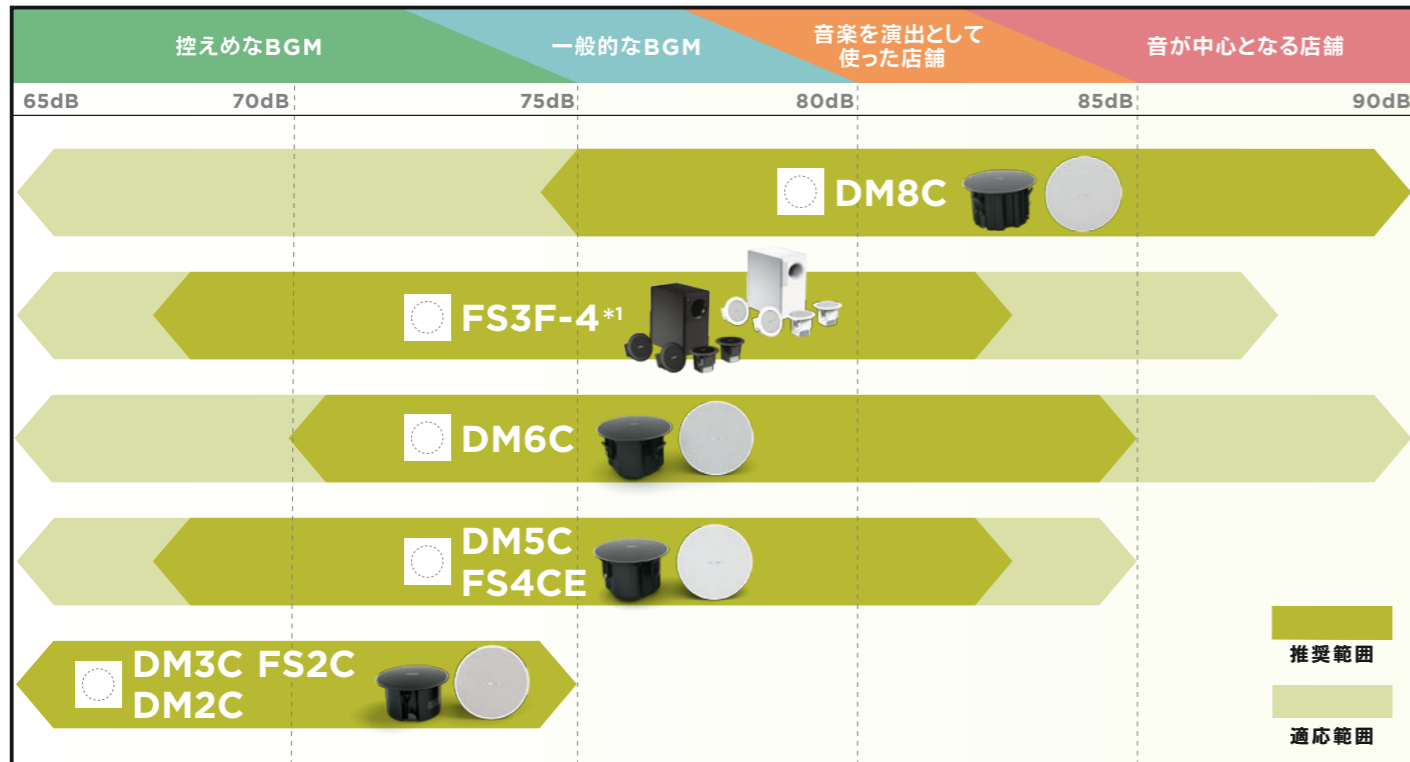 控えめなBGM
一般的なBGM
音楽を演出として
使った店舗
音が中心となる店舗
65dB 70dB 75dB 80dB 85dB 90dB
DM8C
FS3F-4*1
DM6C
DM5C
FS4CE
DM3C FS2C
DM2C
推奨範囲
適応範囲